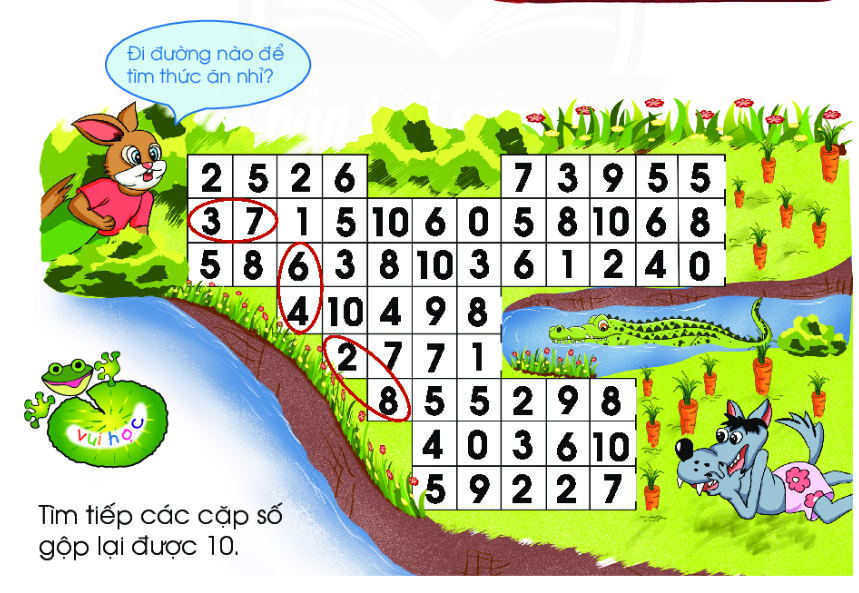 Đi đường nào để
tìm thức ăn nhỉ?
2 5 2 6 7 3 9 5 5
3 7 1 5 10 6 0 5 8 10 6 8
5 8 6 3 8 10 3 6 1 2 4 0
4 10 4 9 8
2 7 7 1
8 5 5 2 9 8
4 0 3 6 10
5 9 2 2 7
vui học
Tìm tiếp các cặp số
gộp lại được 10.